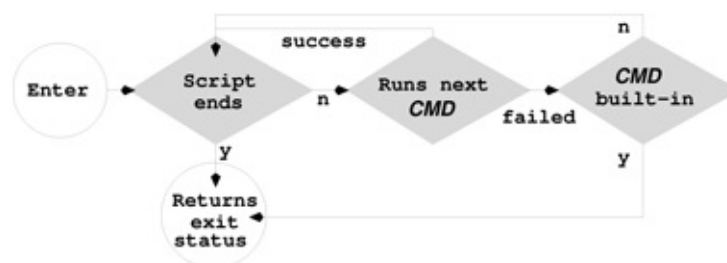 success
n
Enter
Script
ends
n
Runs next
CMD
failed
CMD
built-in
y
y
Returns
exit
status